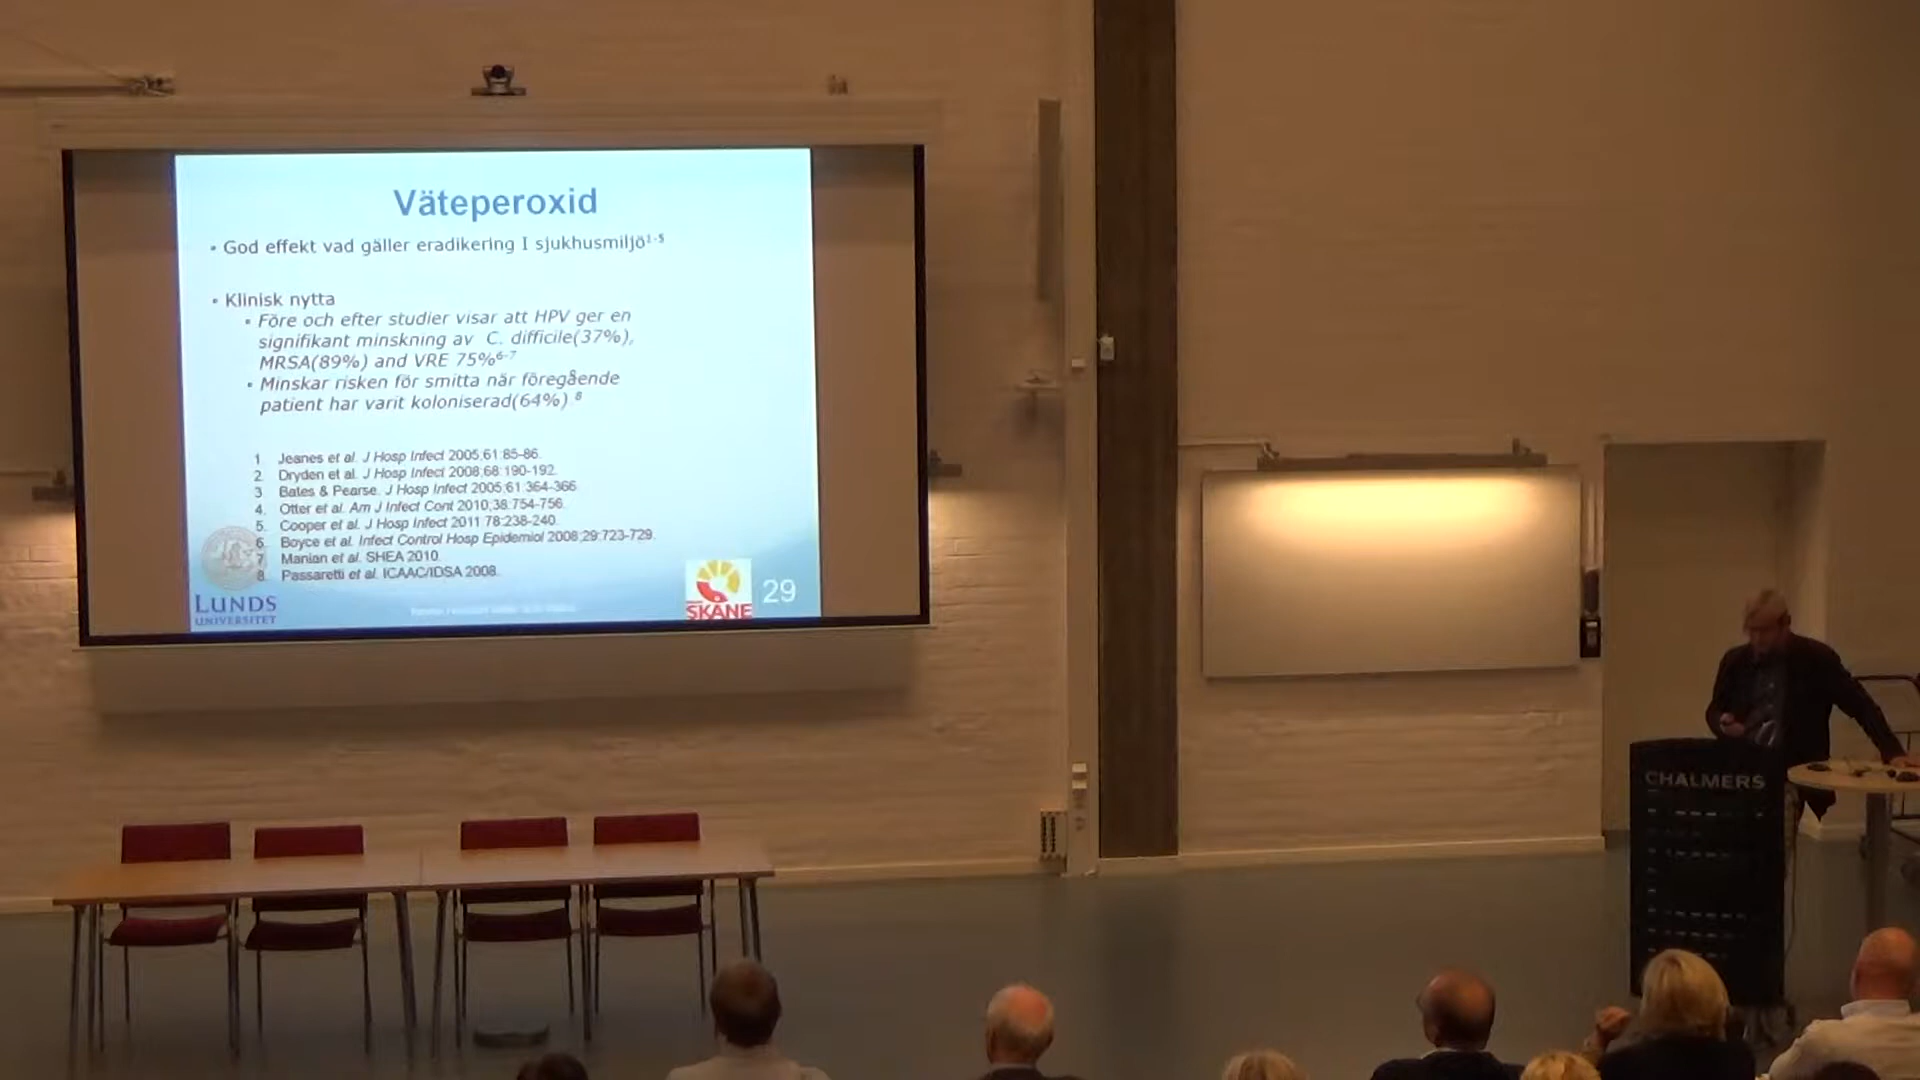 Väteperoxid
• God effekt vad gäller eradikering I sjukhusmiljö1-5
• Klinisk nytta
• Före och efter studier visar att HPV ger en
signifikant minskning av C. difficile(37%),
MRSA(89%) and VRE 75%6-7
• Minskar risken för smitta när föregående
patient har varit koloniserad(64%) 8
1 Jeanes et al. J Hosp Infect 2005;61:85-86.
2 Dryden et al. J Hosp Infect 2008;68:190-192.
3 Bates & Pearse. J Hosp Infect 2005;61:364-366
4. Otter et al. Am J Infect Cont 2010;38:754-756.
5. Cooper et al. J Hosp Infect 2011 78:238-240.
6. Boyce et al. Infect Control Hosp Epidemiol 2008;29:723-729.
7 Manian et al. SHEA 2010.
8. Passaretti et al. ICAAC/IDSA 2008.
LUNDS
UNIVERSITET
SKÅNE
29
CHALMERS